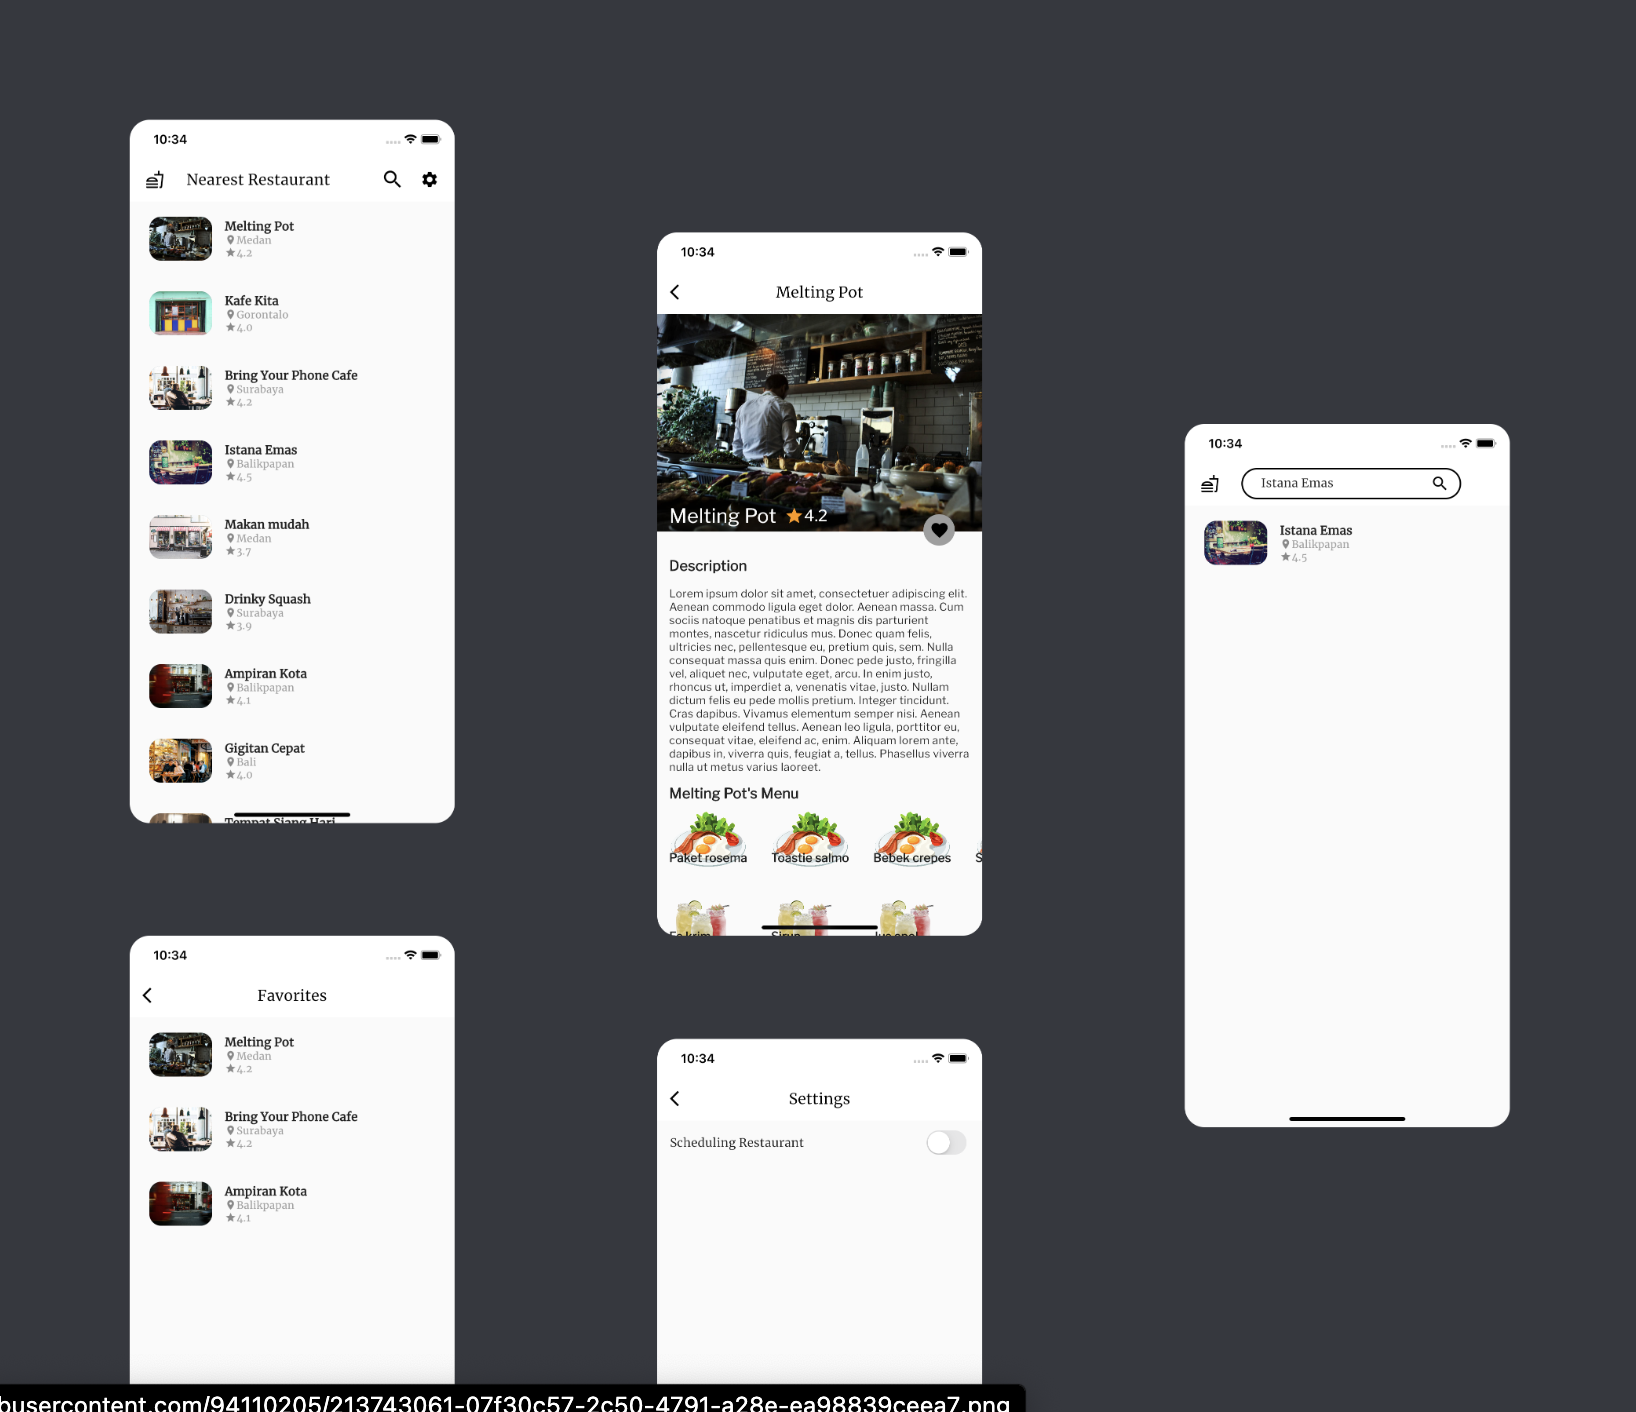 10:34
Nearest Restaurant
Melting Pot
Medan
4.2
Kafe Kita
Gorontalo
4.0
Bring Your Phone Cafe
Surabaya
4.2
Istana Emas
Balikpapan
4.5
Makan mudah
Medan
3.7
Drinky Squash
Surabaya
3.9
Ampiran Kota
Balikpapan
4.1
Gigitan Cepat
Bali
4.0
Tempat Siang Hari
10:34
Melting Pot
Melting Pot 4.2
Description
Lorem ipsum dolor sit amet, consectetuer adipiscing elit.
Aenean commodo ligula eget dolor. Aenean massa. Cum
sociis natoque penatibus et magnis dis parturient
montes, nascetur ridiculus mus. Donec quam felis,
ultricies nec, pellentesque eu, pretium quis, sem. Nulla
consequat massa quis enim. Donec pede justo, fringilla
vel, aliquet nec, vulputate eget, arcu. In enim justo,
rhoncus ut, imperdiet a, venenatis vitae, justo. Nullam
dictum felis eu pede mollis pretium. Integer tincidunt.
Cras dapibus. Vivamus elementum semper nisi. Aenean
vulputate eleifend tellus. Aenean leo ligula, porttitor eu,
consequat vitae, eleifend ac, enim. Aliquam lorem ante,
dapibus in, viverra quis, feugiat a, tellus. Phasellus viverra
nulla ut metus varius laoreet.
Melting Pot's Menu
Paket rosema Toastie salmo Bebek crepes S
Es krim Sirup Jus apel
10:34
Istana Emas
Istana Emas
Balikpapan
4.5
10:34
Favorites
Melting Pot
Medan
4.2
Bring Your Phone Cafe
Surabaya
4.2
Ampiran Kota
Balikpapan
4.1
10:34
Settings
Scheduling Restaurant
busercontent.com/94110205/213743061-07f30c57-2c50-4791-a28e-ea98839ceea7.png